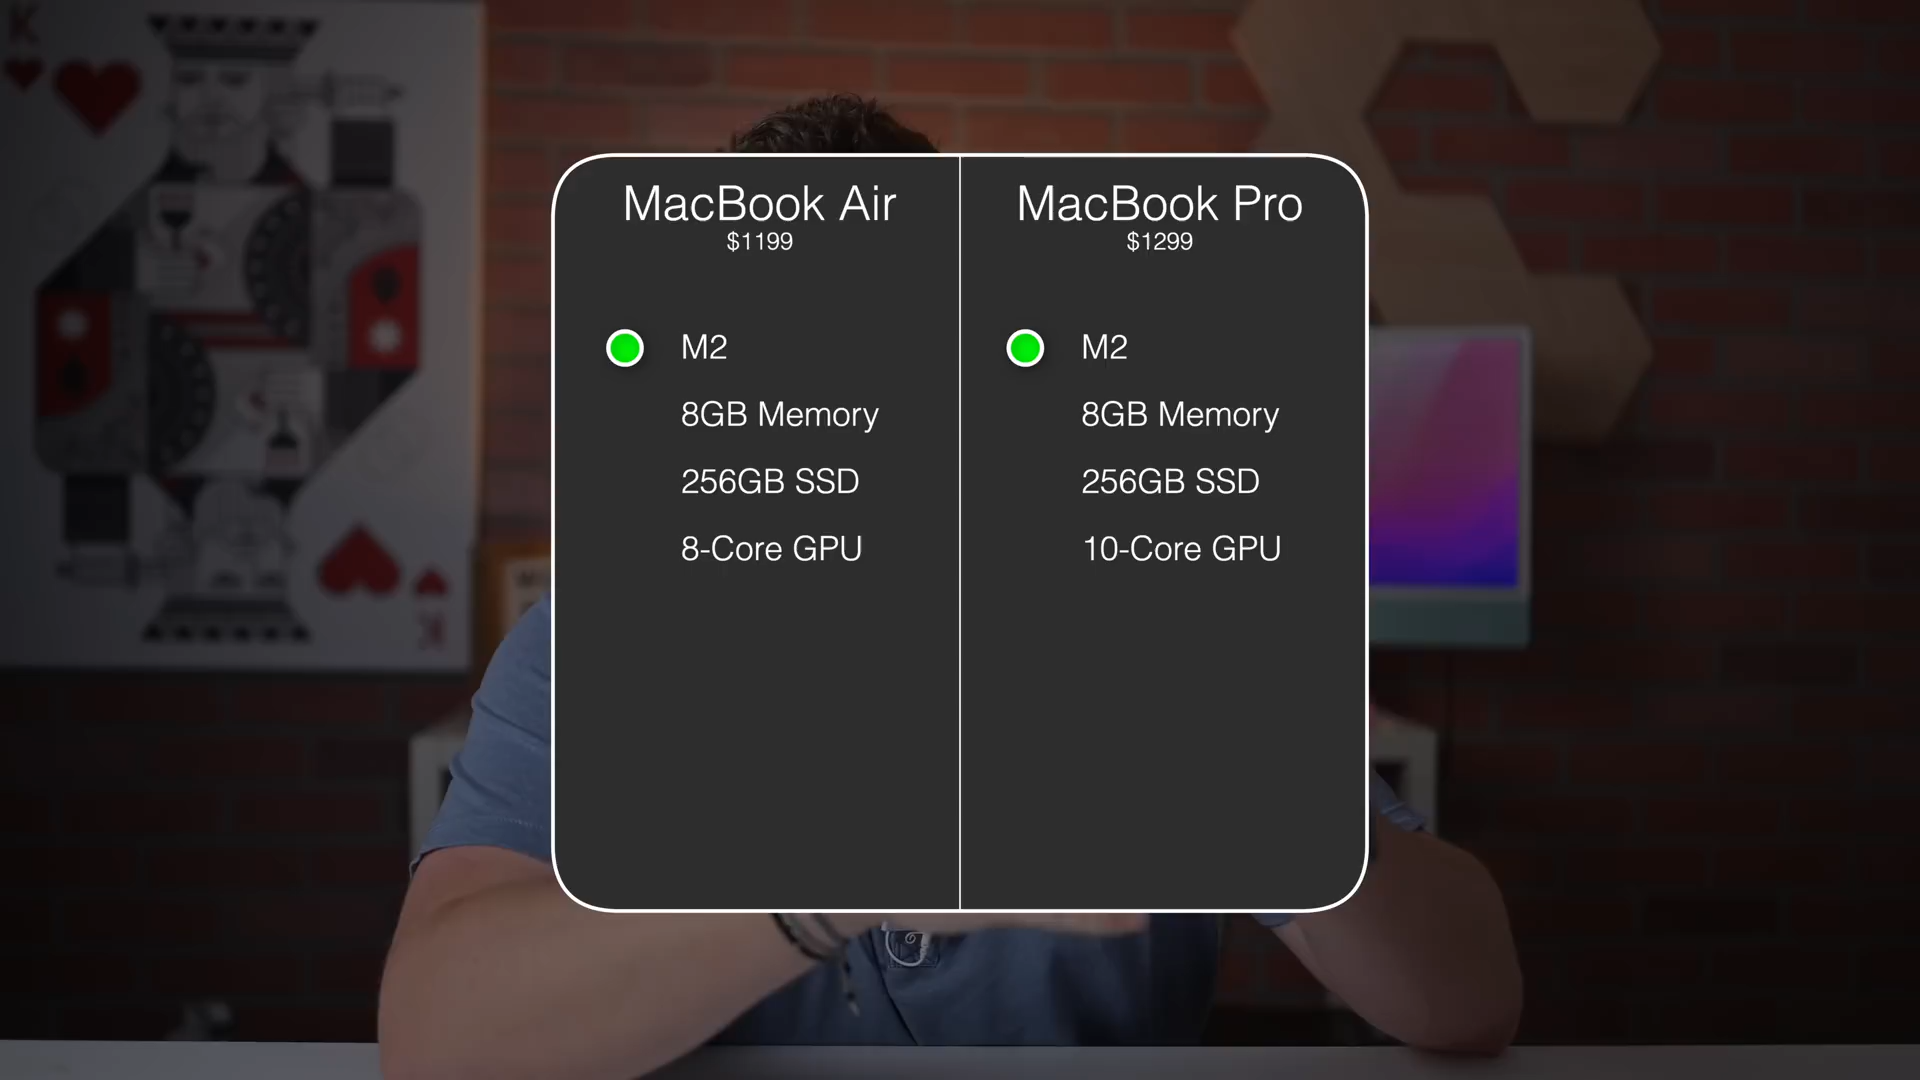 MacBook Air
$1199
M2
8GB Memory
256GB SSD
8-Core GPU
MacBook Pro
$1299
M2
8GB Memory
256GB SSD
10-Core GPU
K
K